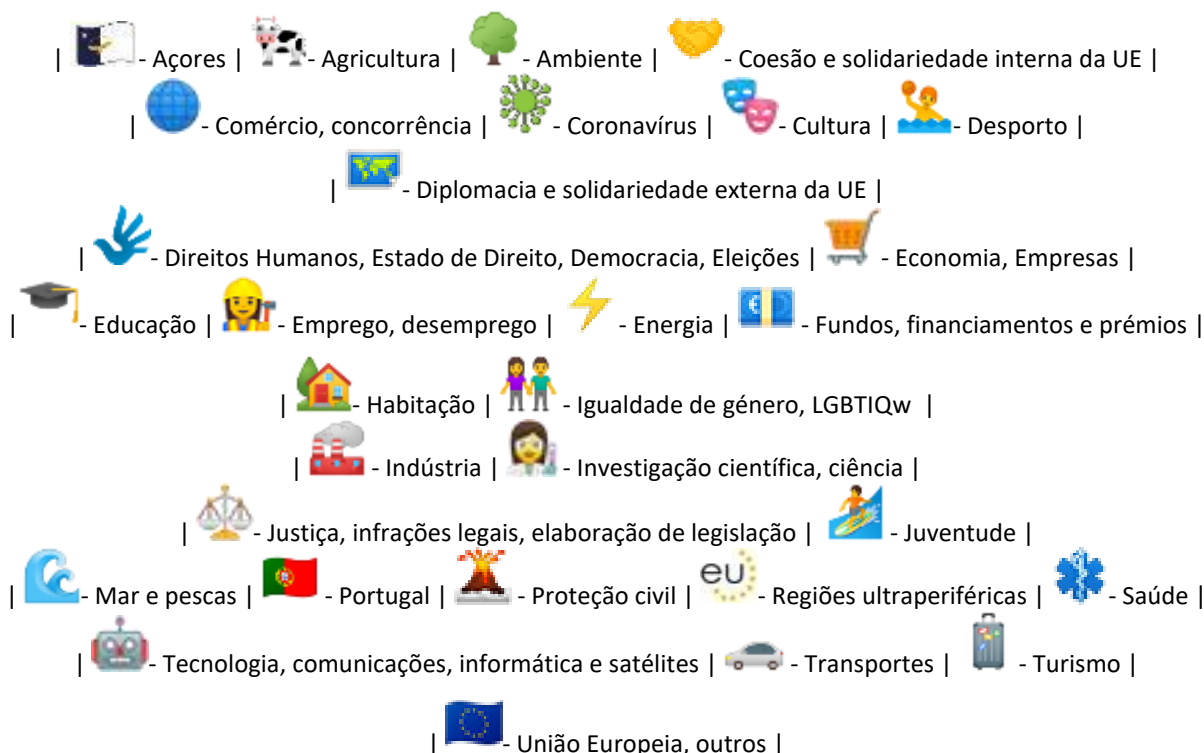 | - Açores | - Agricultura | - Ambiente | - Coesão e solidariedade interna da UE |
| - Comércio, concorrência | - Coronavírus | - Cultura | - Desporto |
| - Diplomacia e solidariedade externa da UE |
| - Direitos Humanos, Estado de Direito, Democracia, Eleições | - Economia, Empresas |
| - Educação | - Emprego, desemprego | - Energia | - Fundos, financiamentos e prémios |
| - Habitação | - Igualdade de género, LGBTIQw |
| - Indústria | - Investigação científica, ciência |
| - Justiça, infrações legais, elaboração de legislação | - Juventude |
| - Mar e pescas | - Portugal | - Proteção civil | eu - Regiões ultraperiféricas | - Saúde |
| - Tecnologia, comunicações, informática e satélites | - Transportes | - Turismo |
| - União Europeia, outros |